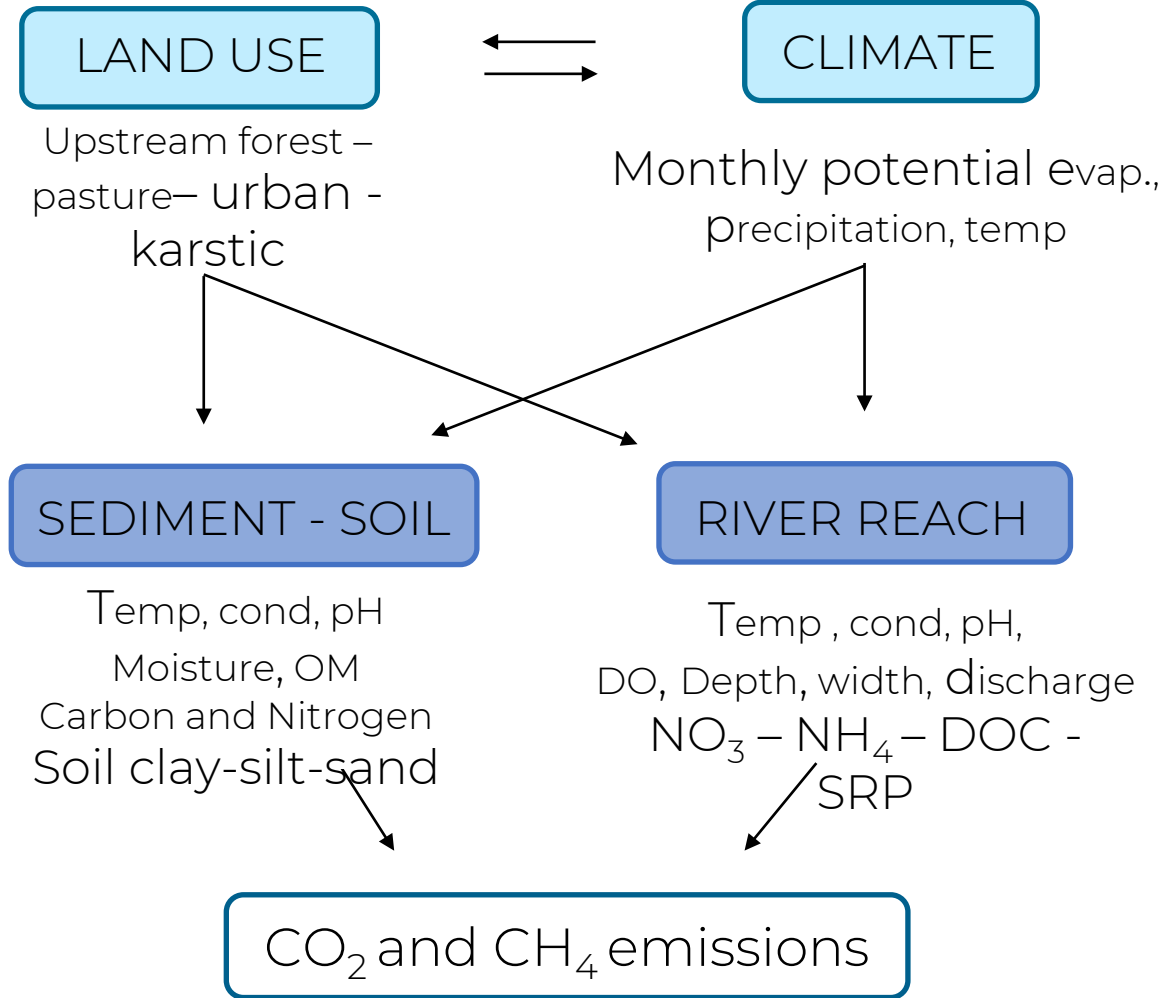 LAND USE
CLIMATE
Upstream forest –
pasture– urban -
karstic
Monthly potential evap.,
precipitation, temp
SEDIMENT - SOIL
RIVER REACH
Temp, cond, pH
Moisture, OM
Carbon and Nitrogen
Soil clay-silt-sand
Temp , cond, pH,
DO, Depth, width, discharge
NO₃ – NH₄ – DOC -
SRP
CO₂ and CH₄ emissions